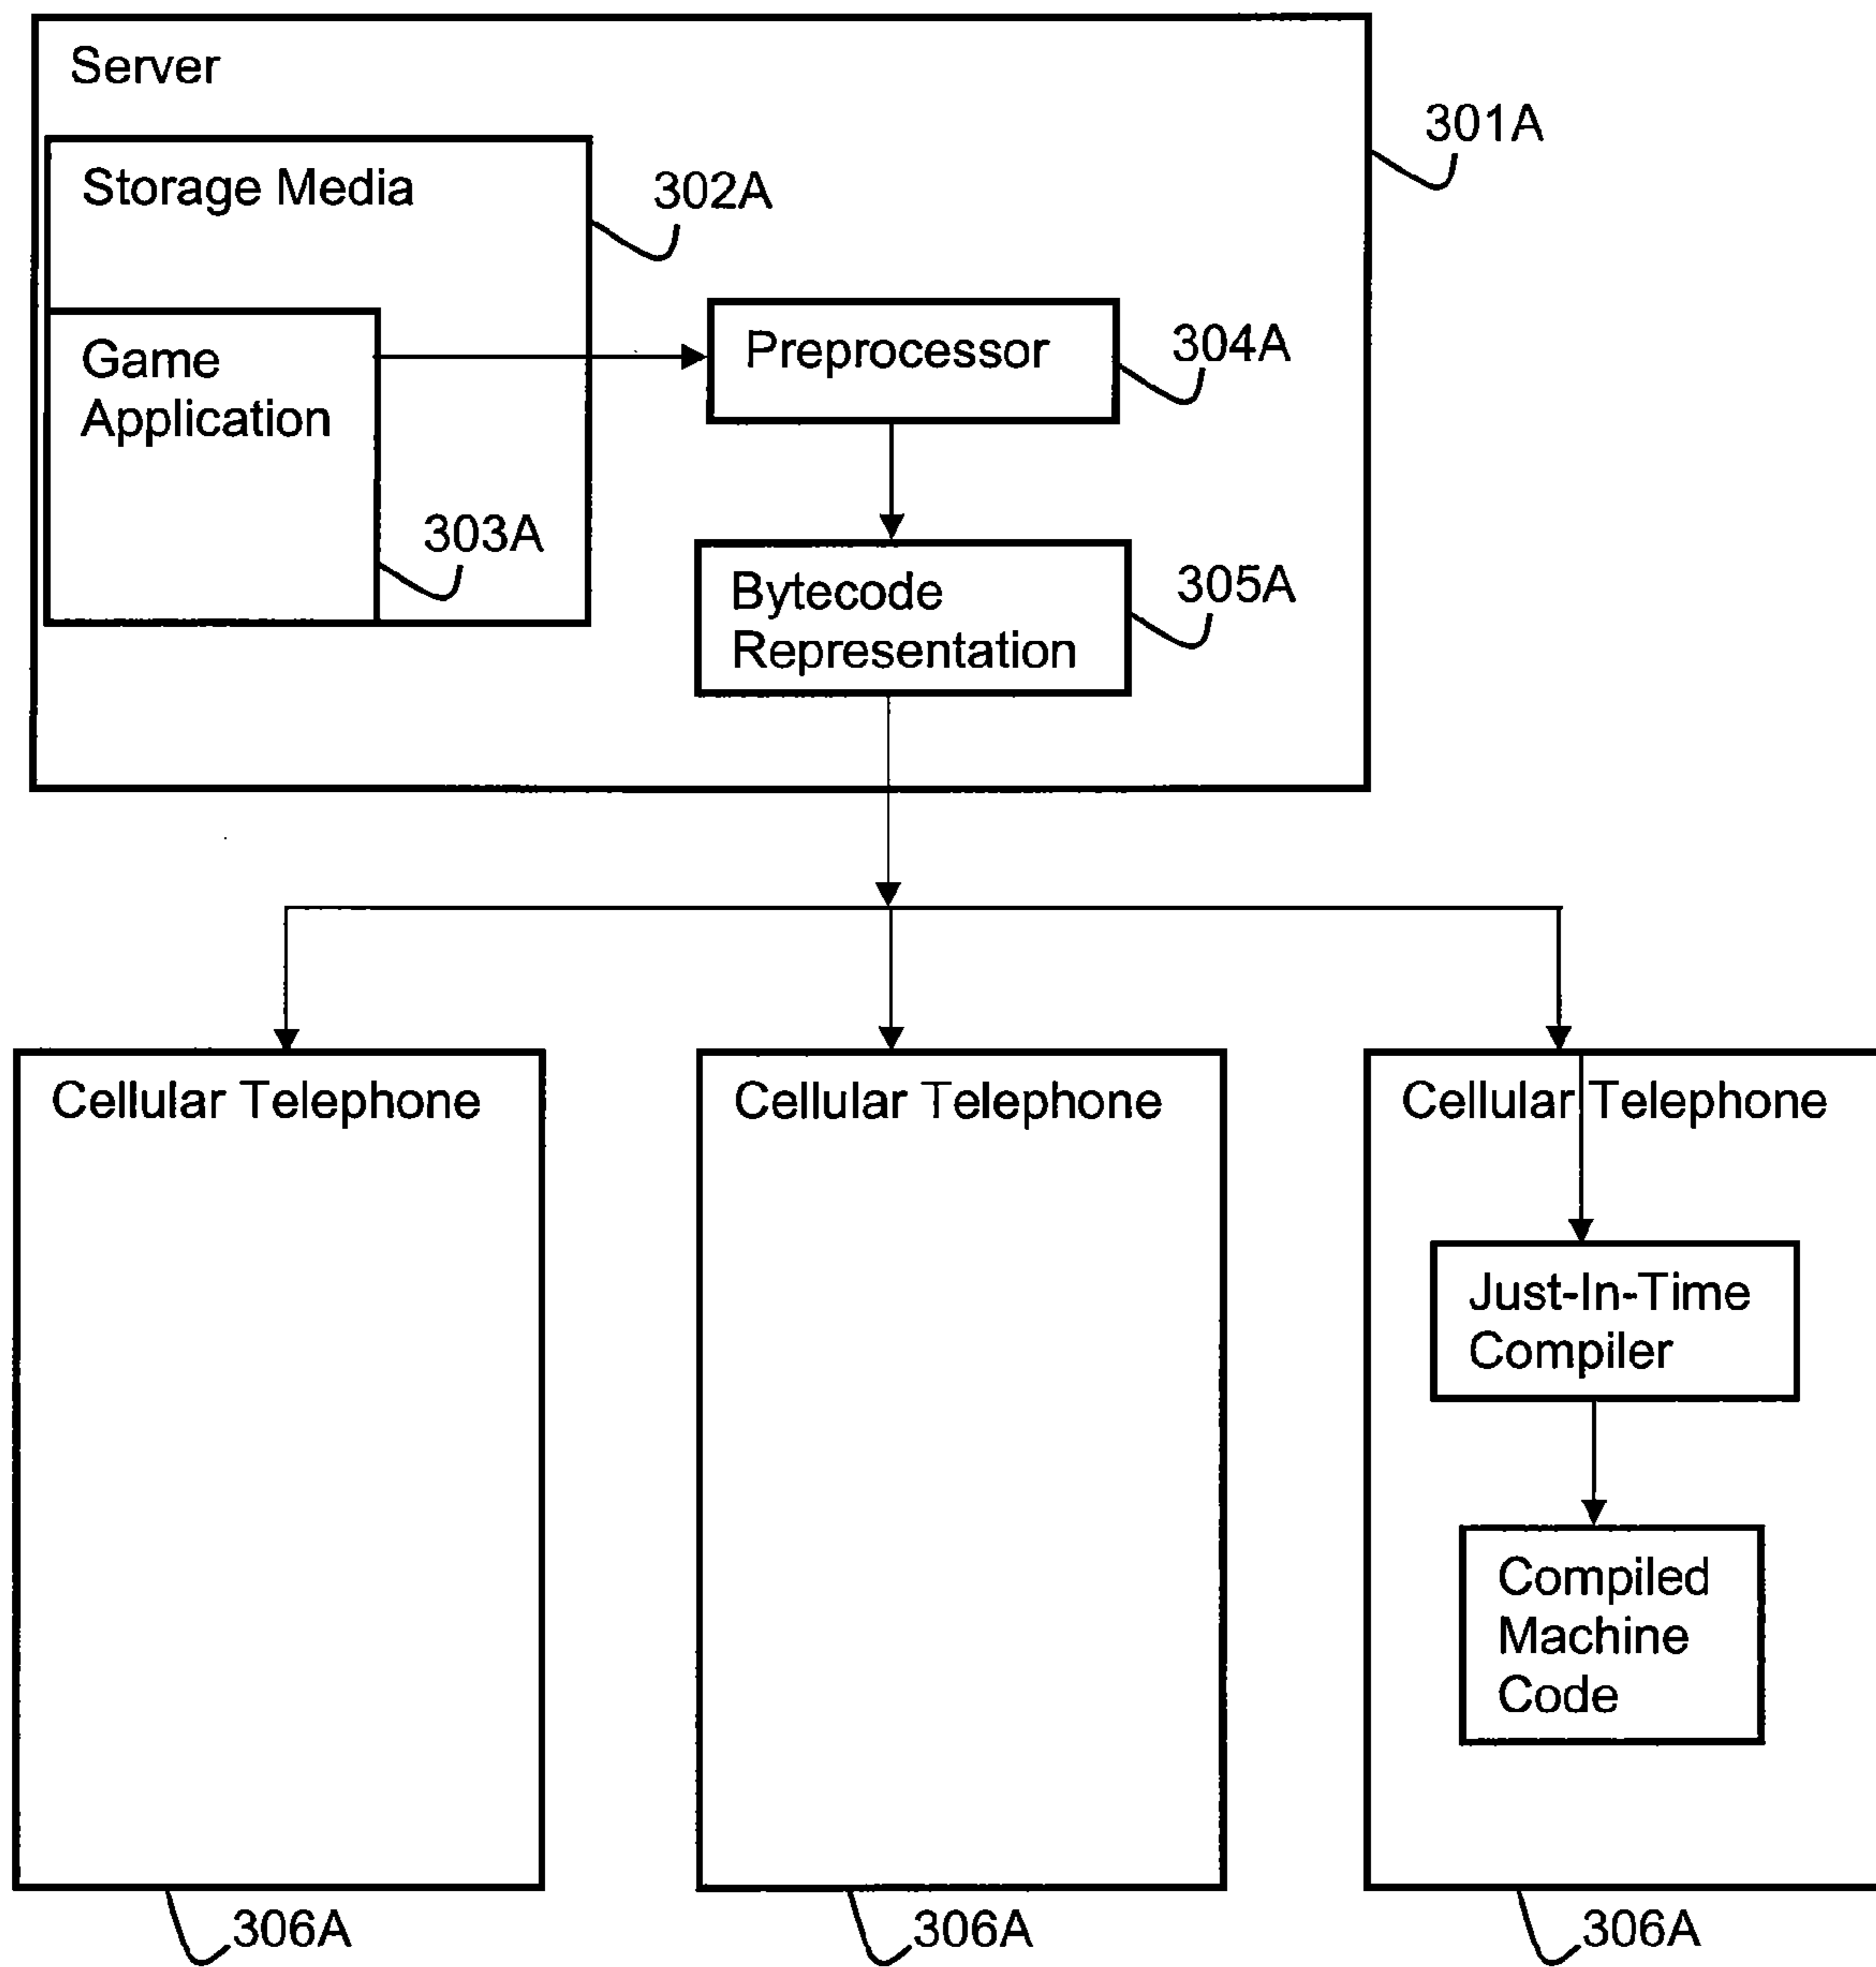 Server
301A
Storage Media
302A
Game
Application
303A
Preprocessor
304A
Bytecode
Representation
305A
Cellular Telephone
Cellular Telephone
Cellular Telephone
Just-In-Time
Compiler
Compiled
Machine
Code
306A
306A
306A